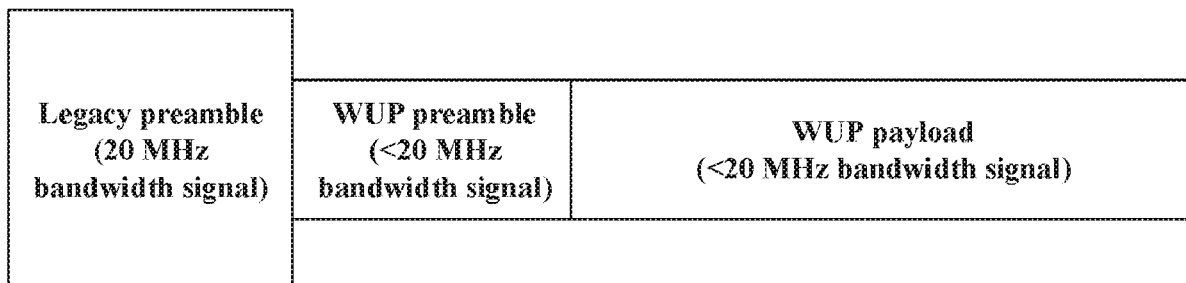 Legacy preamble
(20 MHz
bandwidth signal)
WUP preamble
(<20 MHz
bandwidth signal)
WUP payload
(<20 MHz bandwidth signal)